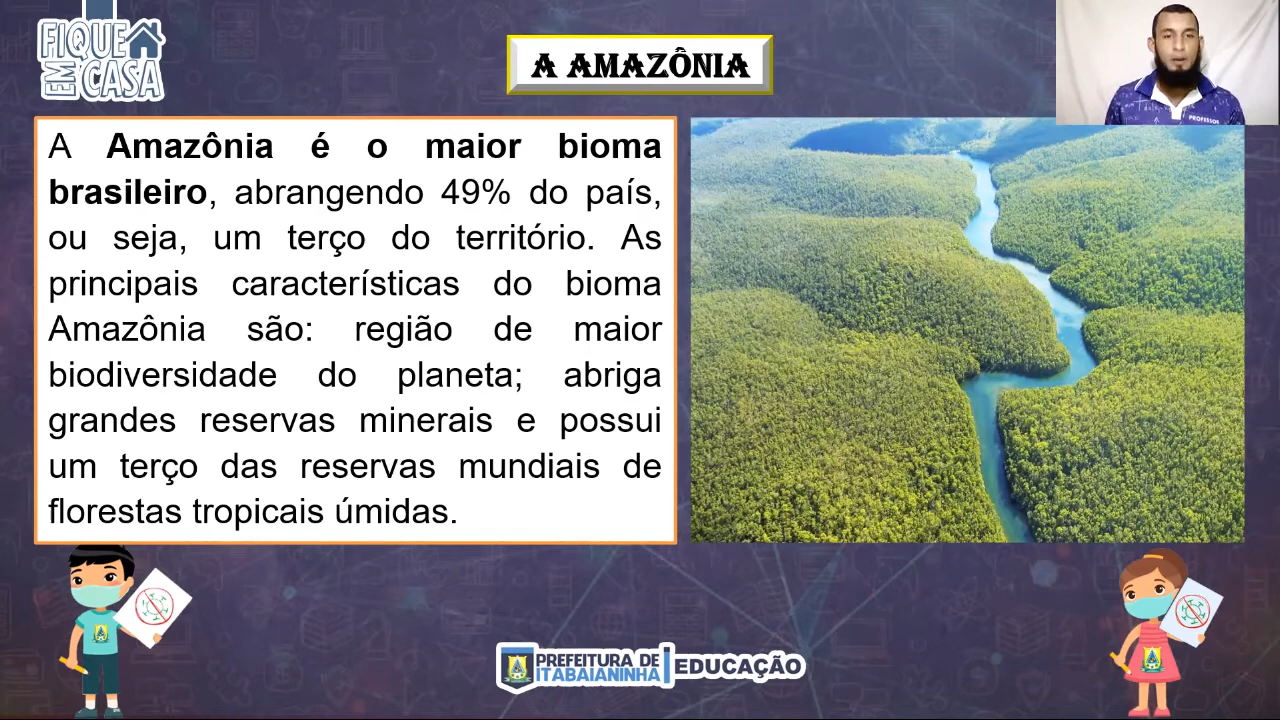 FIQUE
EM CASA
A AMAZÔNIA
PROFESSOR
A Amazônia é o maior bioma
brasileiro, abrangendo 49% do país,
ou seja, um terço do território. As
principais características do bioma
Amazônia são: região de maior
biodiversidade do planeta; abriga
grandes reservas minerais e possui
um terço das reservas mundiais de
florestas tropicais úmidas.
PREFEITURA DE
ITABAIANINHA
EDUCAÇÃO